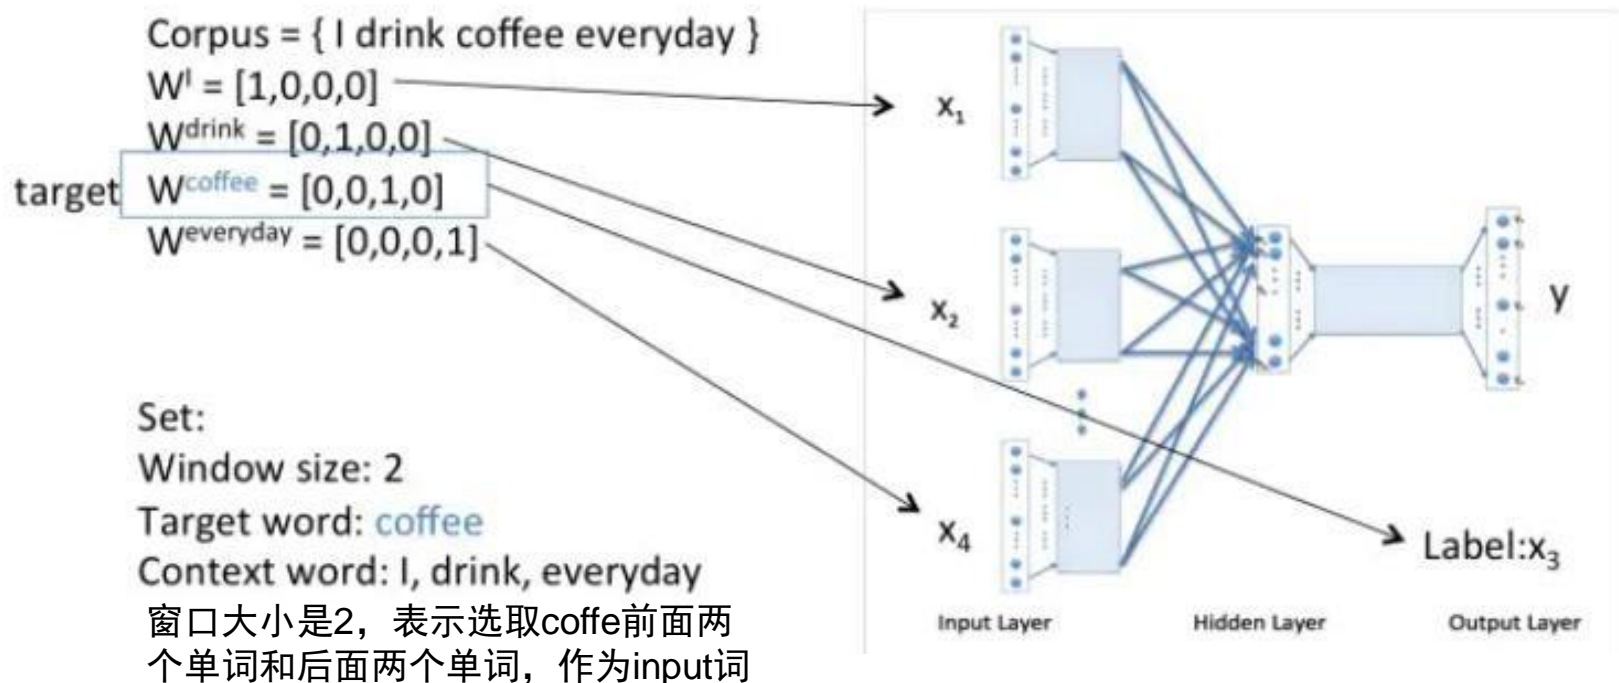 Corpus = { I drink coffee everyday }
W^I = [1,0,0,0]
W^drink = [0,1,0,0]
target
W^coffee = [0,0,1,0]
W^everyday = [0,0,0,1]
Set:
Window size: 2
Target word: coffee
Context word: I, drink, everyday
窗口大小是2，表示选取coffe前面两
个单词和后面两个单词，作为input词
x₁
x₂
x₄
y
Label:x₃
Input Layer
Hidden Layer
Output Layer